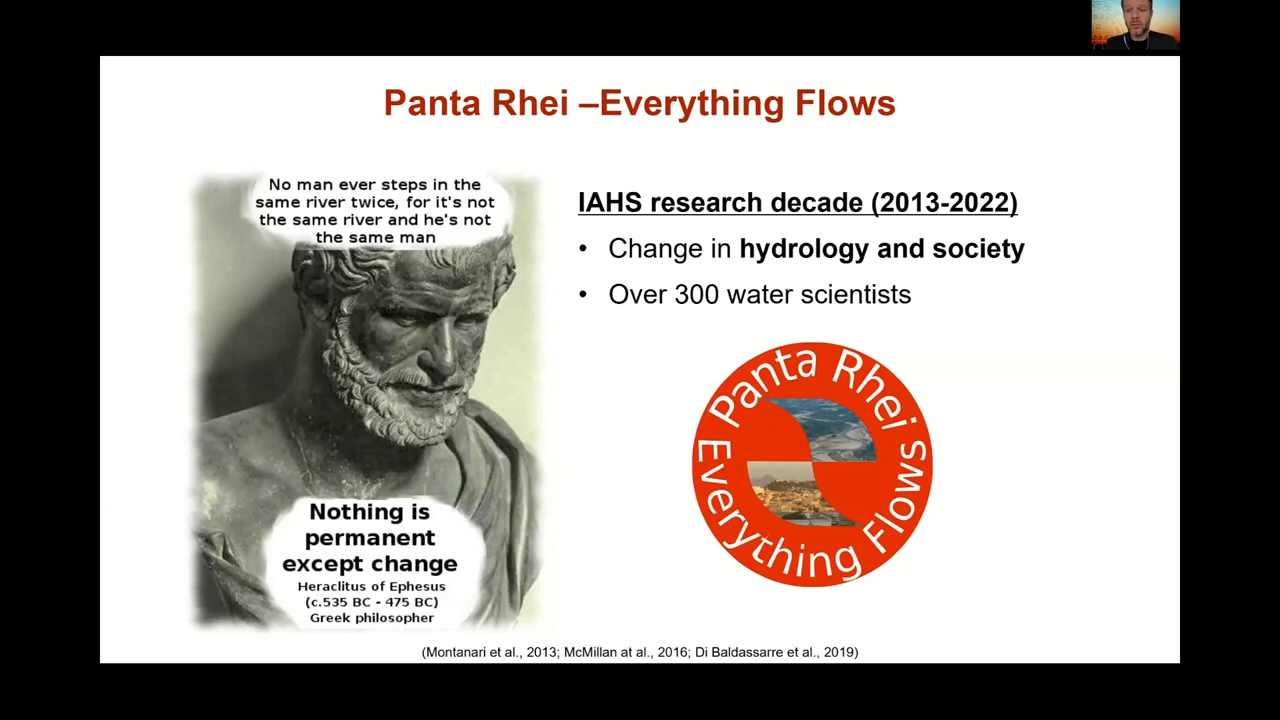 Panta Rhei –Everything Flows
No man ever steps in the
same river twice, for it's not
the same river and he's not
the same man
Nothing is
permanent
except change
Heraclitus of Ephesus
(c.535 BC - 475 BC)
Greek philosopher
IAHS research decade (2013-2022)
• Change in hydrology and society
• Over 300 water scientists
Panta Rhei
Everything Flows
(Montanari et al., 2013; McMillan at al., 2016; Di Baldassarre et al., 2019)